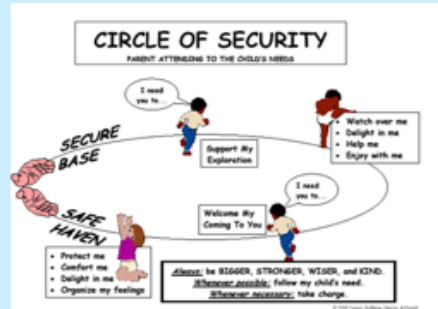 CIRCLE OF SECURITY
PARENT ATTENDING TO THE CHILD'S NEEDS
I need
you to...
SECURE
BASE
Support My
Exploration
• Watch over me
• Delight in me
• Help me
• Enjoy with me
I need
you to...
SAFE
HAVEN
Welcome My
Coming To You
• Protect me
• Comfort me
• Delight in me
• Organize my feelings
Always: be BIGGER, STRONGER, WISER, and KIND.
Whenever possible: follow my child's need.
Whenever necessary: take charge.